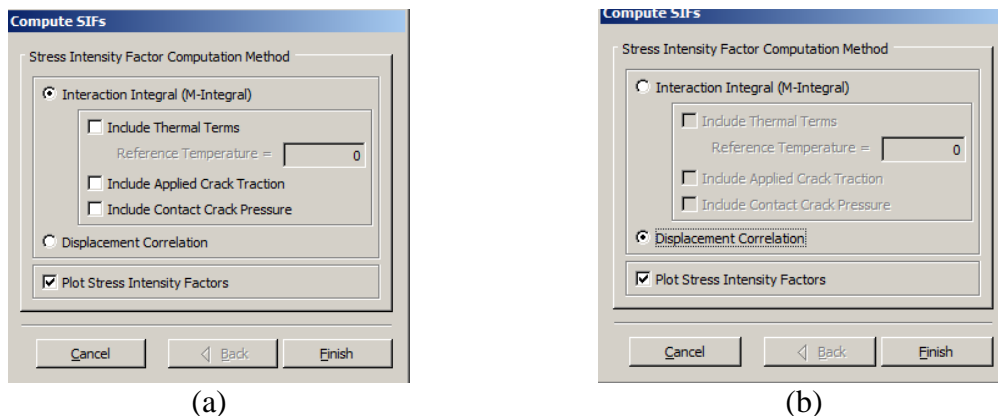 Compute SIFs
Stress Intensity Factor Computation Method
Interaction Integral (M-Integral)
Include Thermal Terms
Reference Temperature = 0
Include Applied Crack Traction
Include Contact Crack Pressure
Displacement Correlation
Plot Stress Intensity Factors
Cancel Back Finish
(a)
Compute SIFs
Stress Intensity Factor Computation Method
Interaction Integral (M-Integral)
Include Thermal Terms
Reference Temperature = 0
Include Applied Crack Traction
Include Contact Crack Pressure
Displacement Correlation
Plot Stress Intensity Factors
Cancel Back Finish
(b)